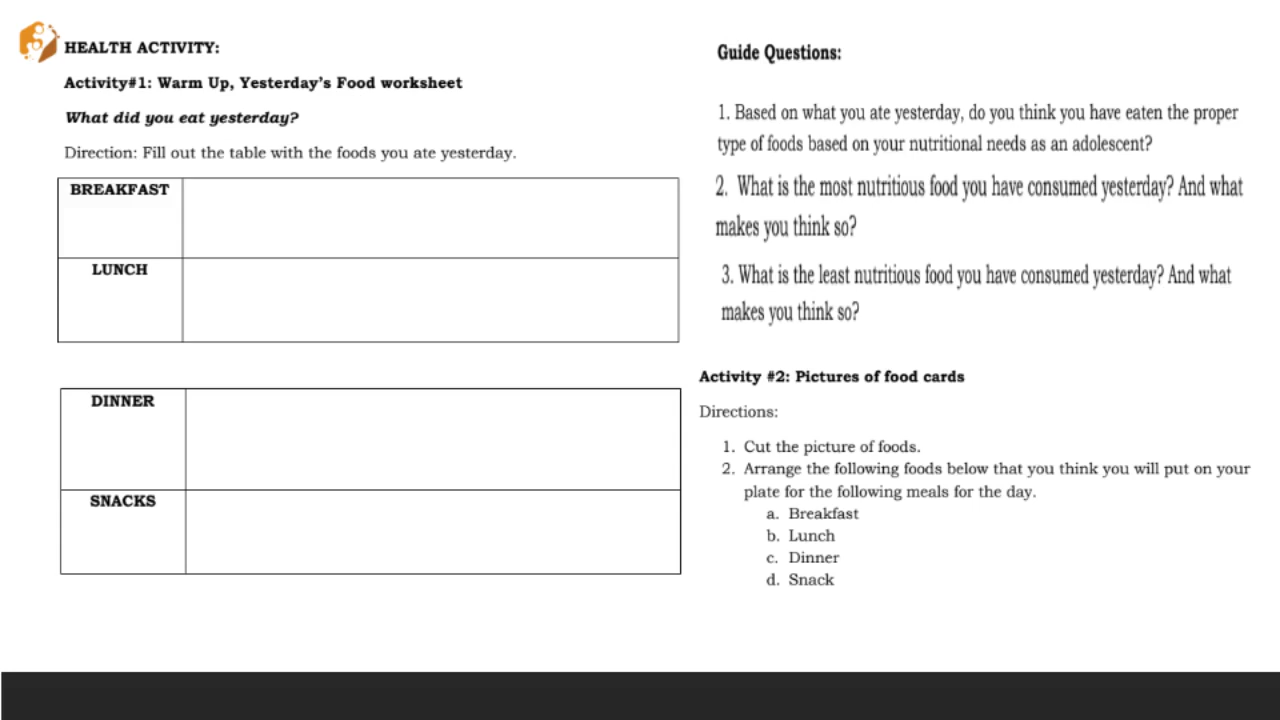 HEALTH ACTIVITY:
Activity#1: Warm Up, Yesterday's Food worksheet
What did you eat yesterday?
Direction: Fill out the table with the foods you ate yesterday.
BREAKFAST
LUNCH
DINNER
SNACKS
Guide Questions:
1. Based on what you ate yesterday, do you think you have eaten the proper
type of foods based on your nutritional needs as an adolescent?
2. What is the most nutritious food you have consumed yesterday? And what
makes you think so?
3. What is the least nutritious food you have consumed yesterday? And what
makes you think so?
Activity #2: Pictures of food cards
Directions:
1. Cut the picture of foods.
2. Arrange the following foods below that you think you will put on your
plate for the following meals for the day.
a. Breakfast
b. Lunch
c. Dinner
d. Snack